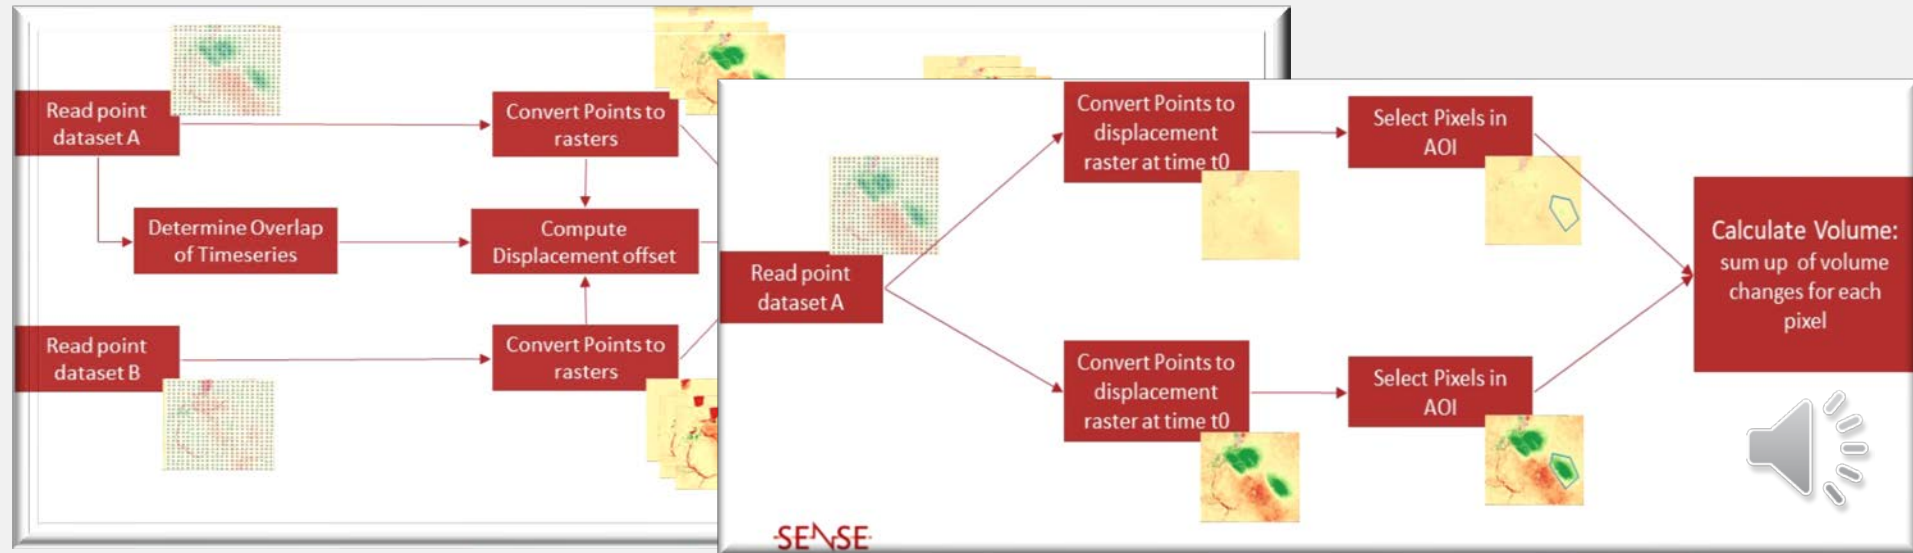 Read point
dataset A
Convert Points to
rasters
Determine Overlap
of Timeseries
Compute
Displacement offset
Read point
dataset B
Convert Points to
rasters
Read point
dataset A
Convert Points to
displacement
raster at time t0
Select Pixels in
AOI
Convert Points to
displacement
raster at time t0
Select Pixels in
AOI
Calculate Volume:
sum up of volume
changes for each
pixel
SENSE